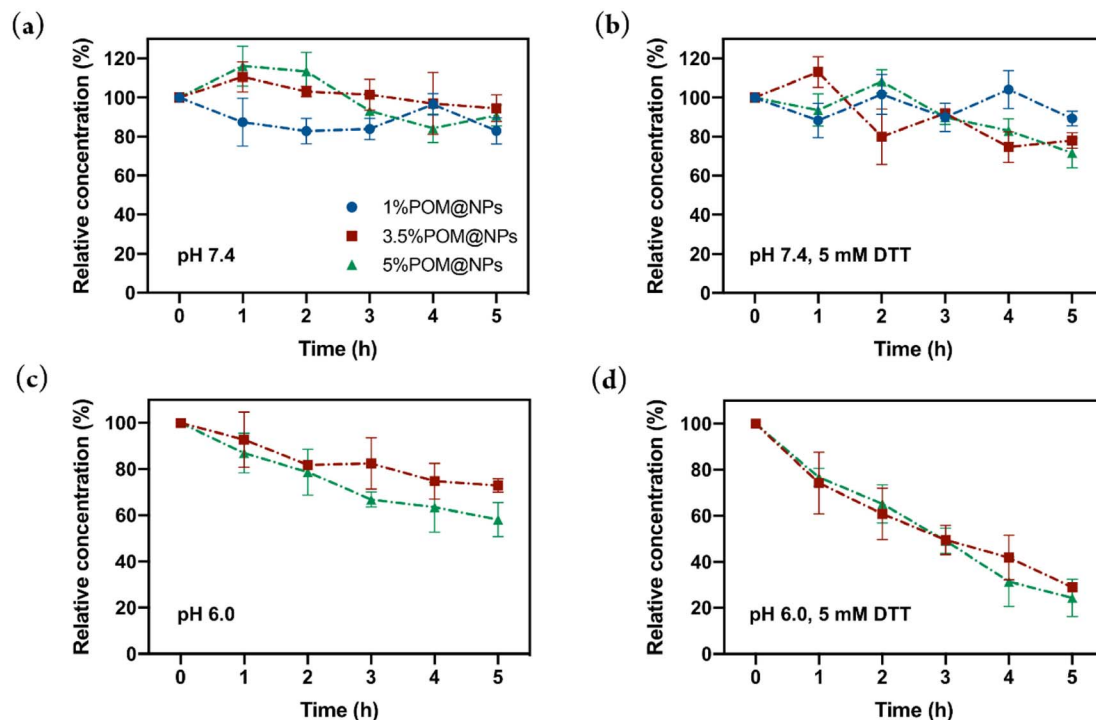 (a)
Relative concentration (%)
120
100
80
60
40
20
0
1%POM@NPs
3.5%POM@NPs
5%POM@NPs
pH 7.4
0 1 2 3 4 5
Time (h)
(b)
Relative concentration (%)
120
100
80
60
40
20
0
pH 7.4, 5 mM DTT
0 1 2 3 4 5
Time (h)
(c)
Relative concentration (%)
100
80
60
40
20
0
pH 6.0
0 1 2 3 4 5
Time (h)
(d)
Relative concentration (%)
100
80
60
40
20
0
pH 6.0, 5 mM DTT
0 1 2 3 4 5
Time (h)